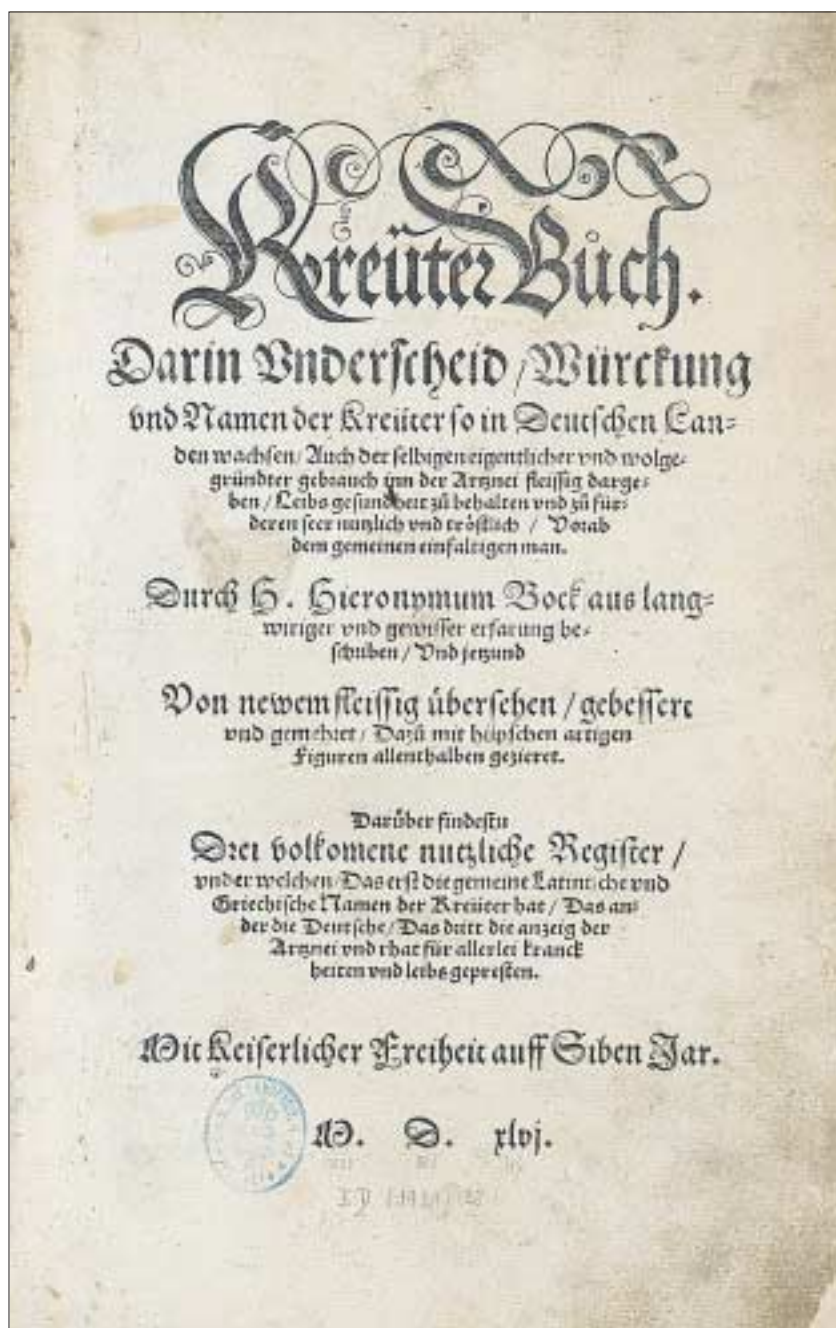 Kreüter Bůch.
Darin Vnderscheid / Würckung
vnd Namen der Kreüter so in Deutschen Lan⸗
den wachsen / Auch der selbigen eigentlicher vnd wolge⸗
gründter gebrauch inn der Artznei fleissig darge⸗
ben / Leibs gesundheit zů behalten vnd zů für⸗
deren seer nutzlich vnd tröstlich / Vorab
dem gemeinen einfaltigen man.
Durch H. Hieronymum Bock aus lang⸗
wiriger vnd gewisser erfarung be⸗
schriben / Vnd jetzund
Von newem fleissig übersehen / gebessert
vnd gemehret / Dazů mit hüpschen artigen
Figuren allenthalben gezieret.
Darüber findestu
Drei volkomene nutzliche Register /
vnder welchen / Das erst die gemeine Latinische vnd
Griechische Namen der Kreüter hat / Das an⸗
der die Deutsche / Das dritt die anzeig der
Artznei vnd rhat für allerlei kranck
heiten vnd leibs gepresten.
Mit Keiserlicher Freiheit auff Siben Jar.
M. D. xlvj.